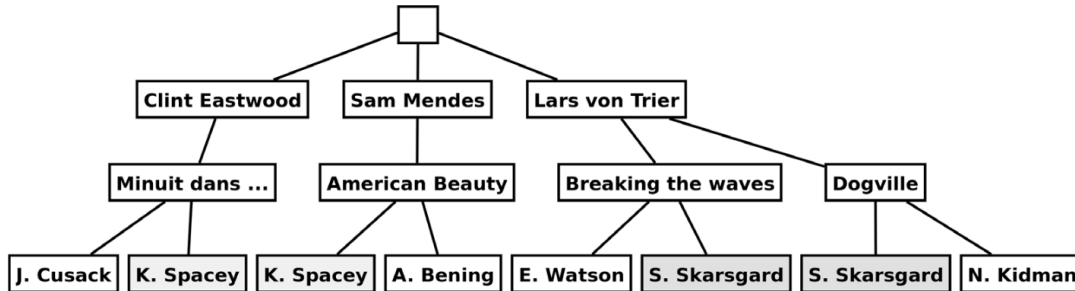 Clint Eastwood
Sam Mendes
Lars von Trier
Minuit dans ...
American Beauty
Breaking the waves
Dogville
J. Cusack
K. Spacey
K. Spacey
A. Bening
E. Watson
S. Skarsgard
S. Skarsgard
N. Kidman